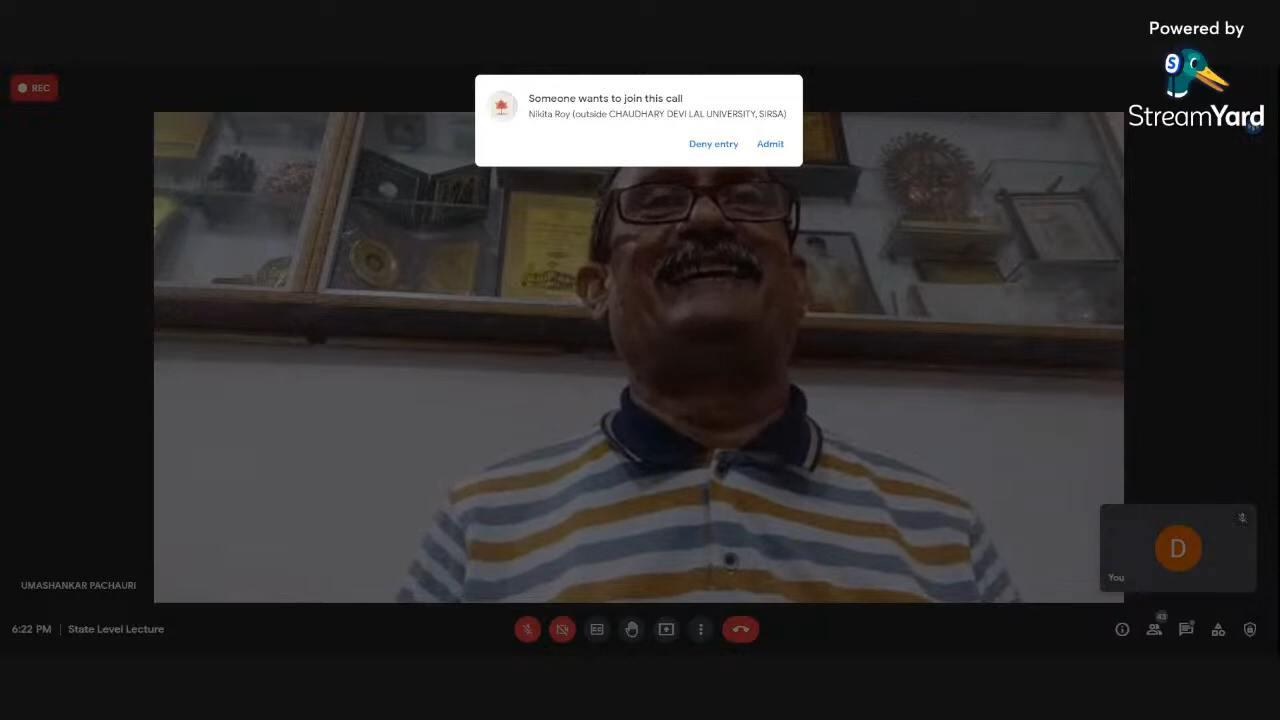 Powered by
StreamYard
REC
Someone wants to join this call
Nikita Roy (outside CHAUDHARY DEVI LAL UNIVERSITY, SIRSA)
Deny entry Admit
D
You
UMASHANKAR PACHAURI
6:22 PM | State Level Lecture
43